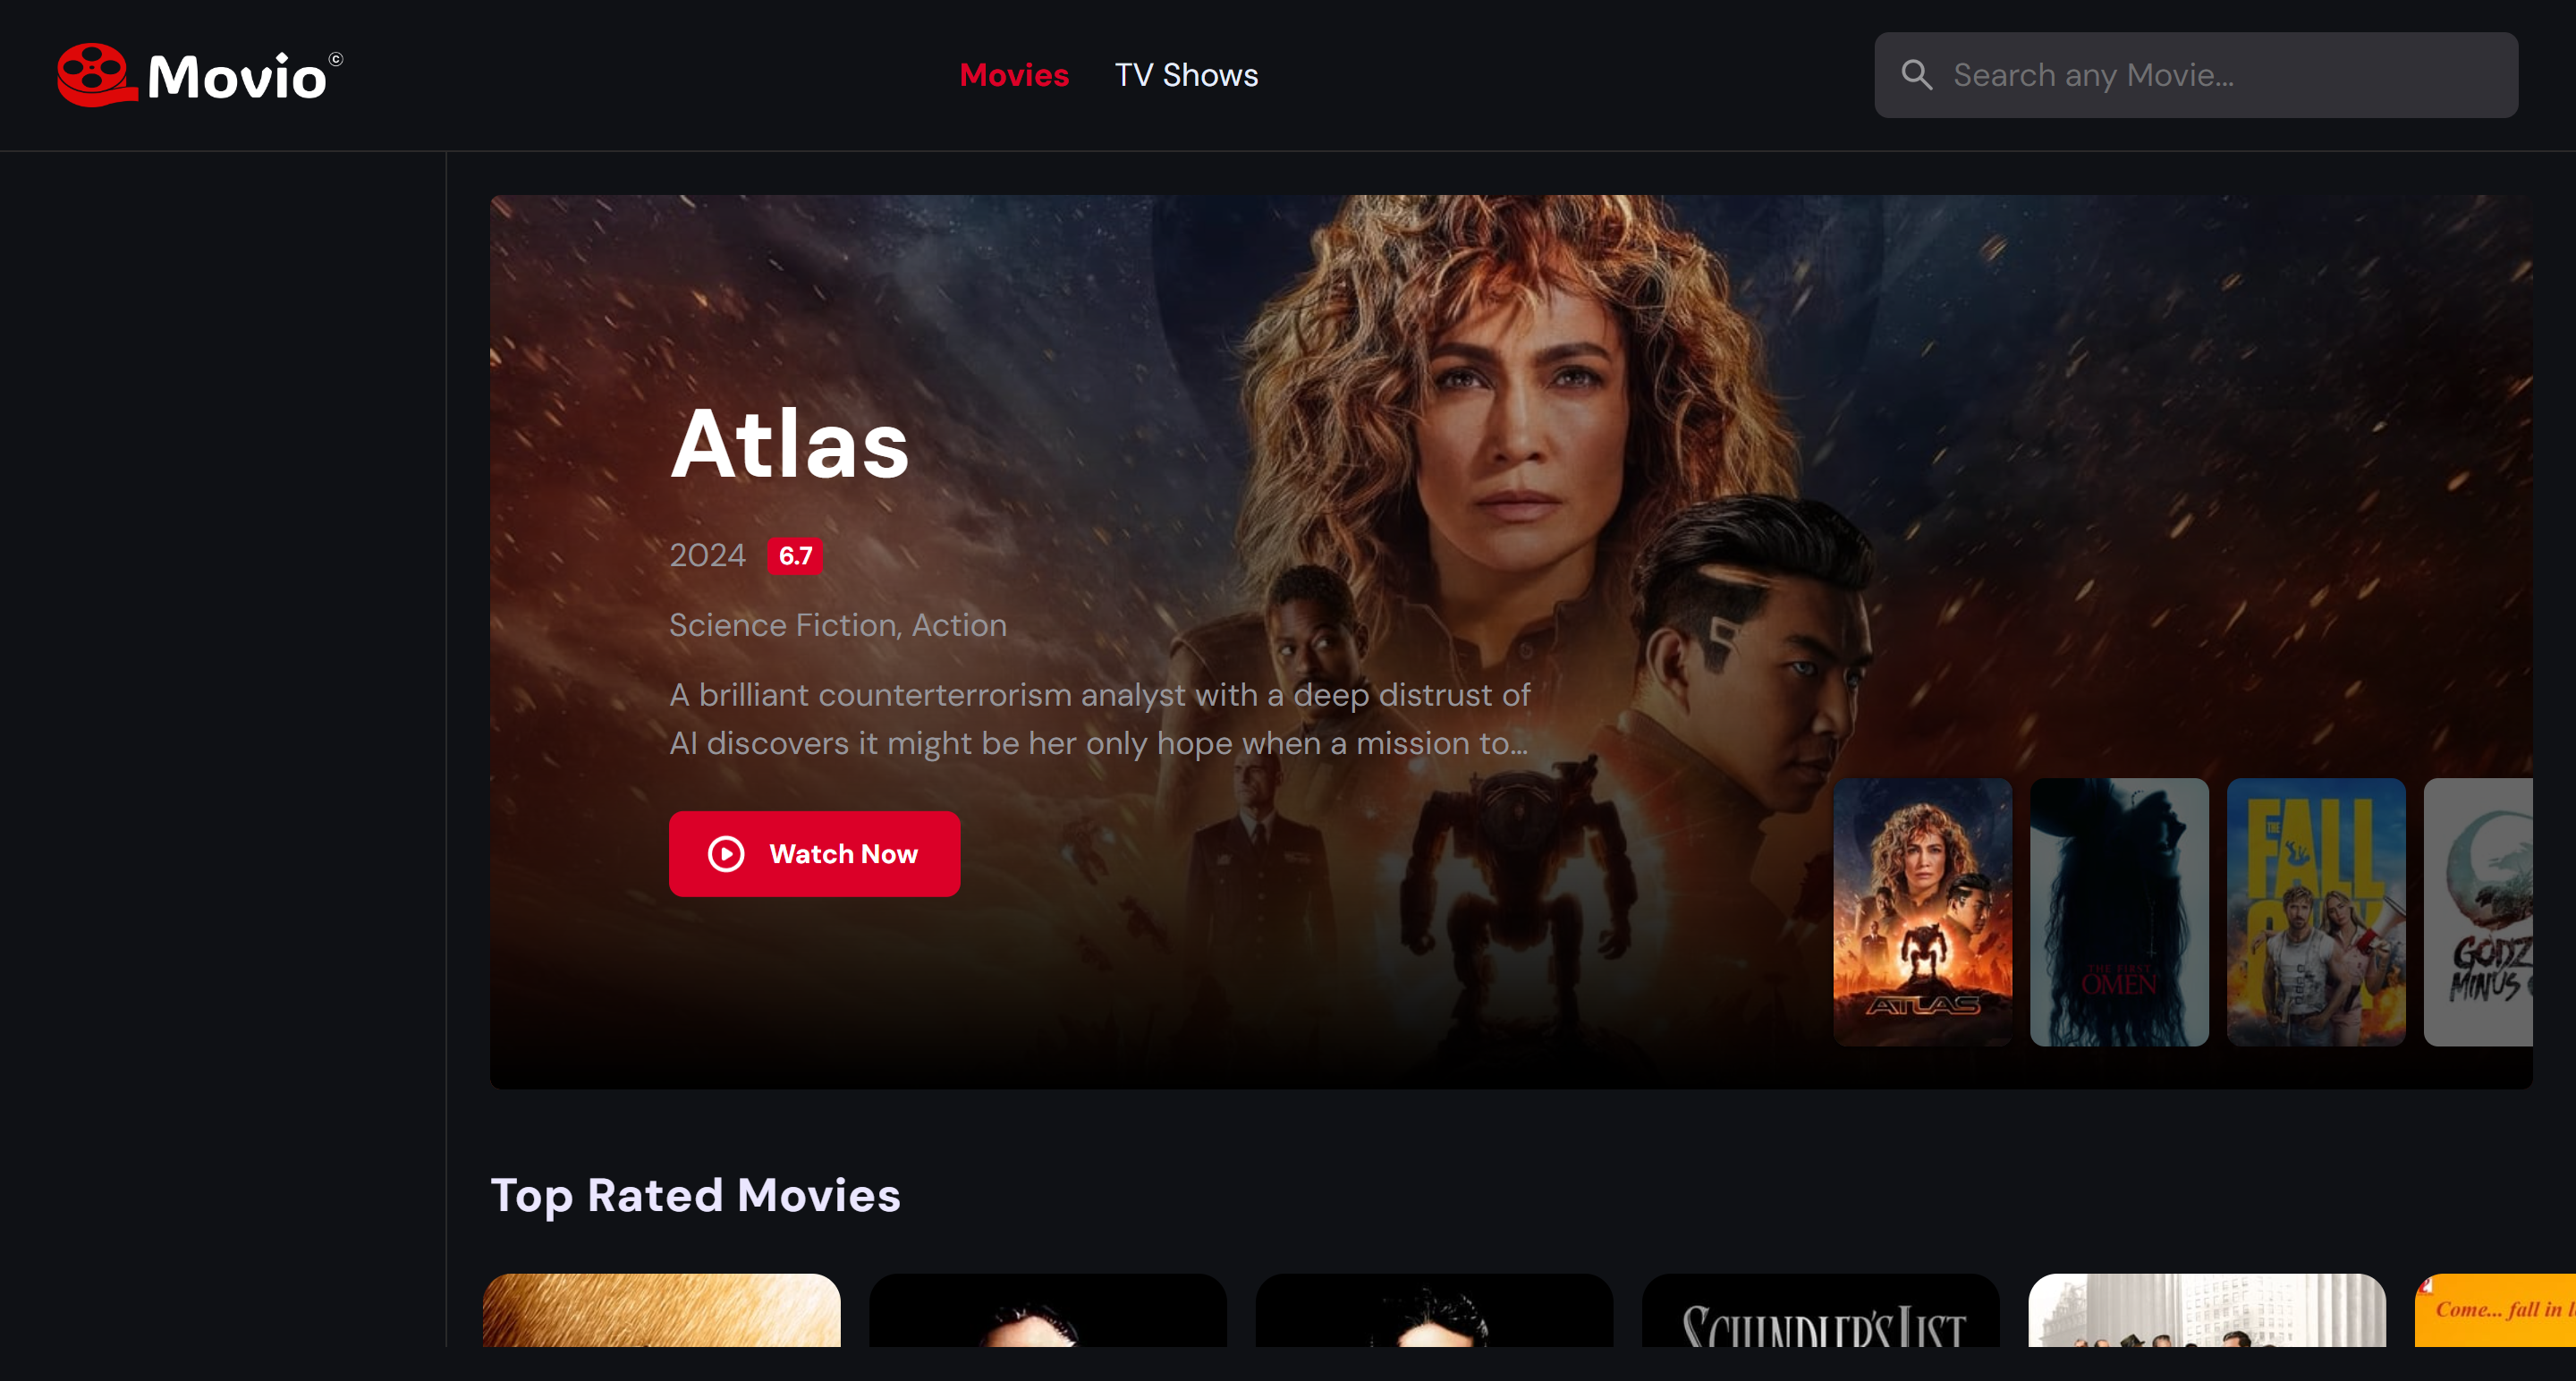 Movio©
Movies
TV Shows
Search any Movie...
Atlas
2024
6.7
Science Fiction, Action
A brilliant counterterrorism analyst with a deep distrust of
AI discovers it might be her only hope when a mission to...
Watch Now
ATLAS
THE FIRST
OMEN
THE
FALL
MINUS
Top Rated Movies
SCHINDLER'S LIST
Come... fall in